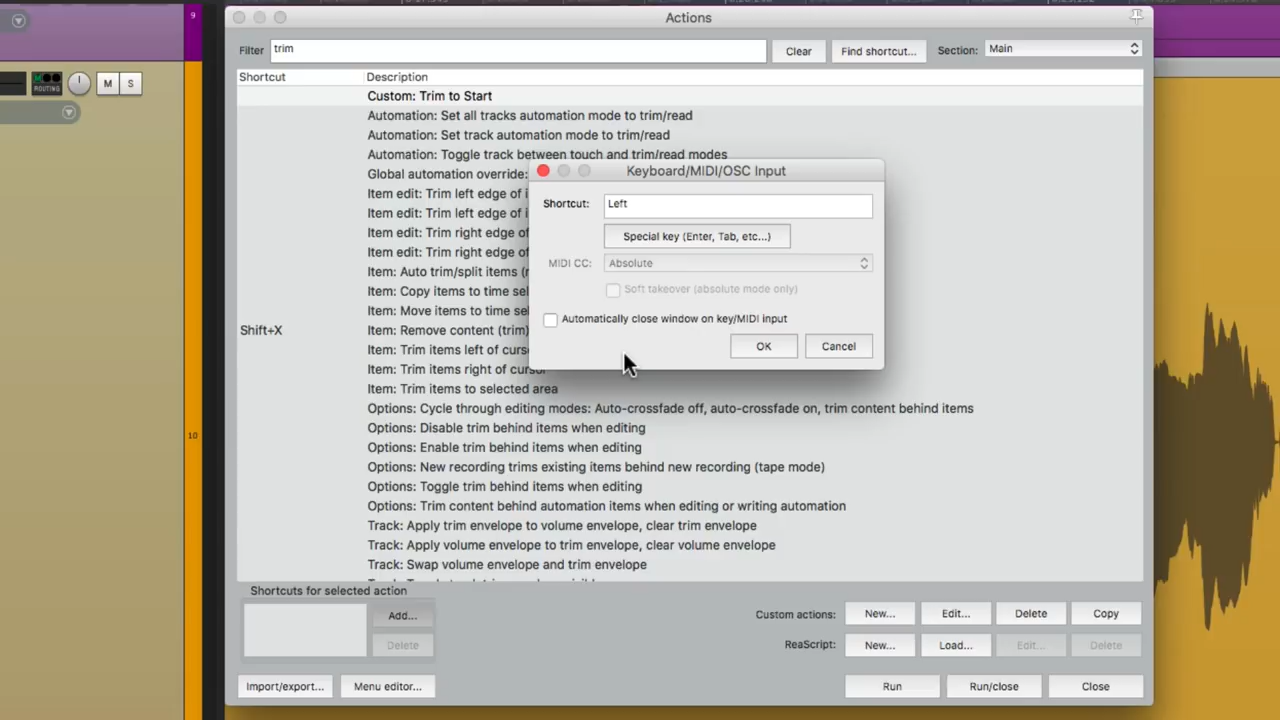 9
Actions
Filter trim Clear Find shortcut... Section: Main
Shortcut Description
Custom: Trim to Start
ROUTING M S
Automation: Set all tracks automation mode to trim/read
Automation: Set track automation mode to trim/read
Automation: Toggle track between touch and trim/read modes
Global automation override:
Keyboard/MIDI/OSC Input
Item edit: Trim left edge of i
Shortcut: Left
Item edit: Trim left edge of i
Item edit: Trim right edge of
Special key (Enter, Tab, etc...)
Item edit: Trim right edge of
MIDI CC: Absolute
Item: Auto trim/split items (
Soft takeover (absolute mode only)
Item: Copy items to time sel
Item: Move items to time se
Automatically close window on key/MIDI input
Shift+X Item: Remove content (trim)
OK Cancel
Item: Trim items left of curs
Item: Trim items right of cursor
Item: Trim items to selected area
Options: Cycle through editing modes: Auto-crossfade off, auto-crossfade on, trim content behind items
Options: Disable trim behind items when editing
10
Options: Enable trim behind items when editing
Options: New recording trims existing items behind new recording (tape mode)
Options: Toggle trim behind items when editing
Options: Trim content behind automation items when editing or writing automation
Track: Apply trim envelope to volume envelope, clear trim envelope
Track: Apply volume envelope to trim envelope, clear volume envelope
Track: Swap volume envelope and trim envelope
Shortcuts for selected action
Add... Custom actions: New... Edit... Delete Copy
Delete ReaScript: New... Load... Edit... Delete
Import/export... Menu editor... Run Run/close Close